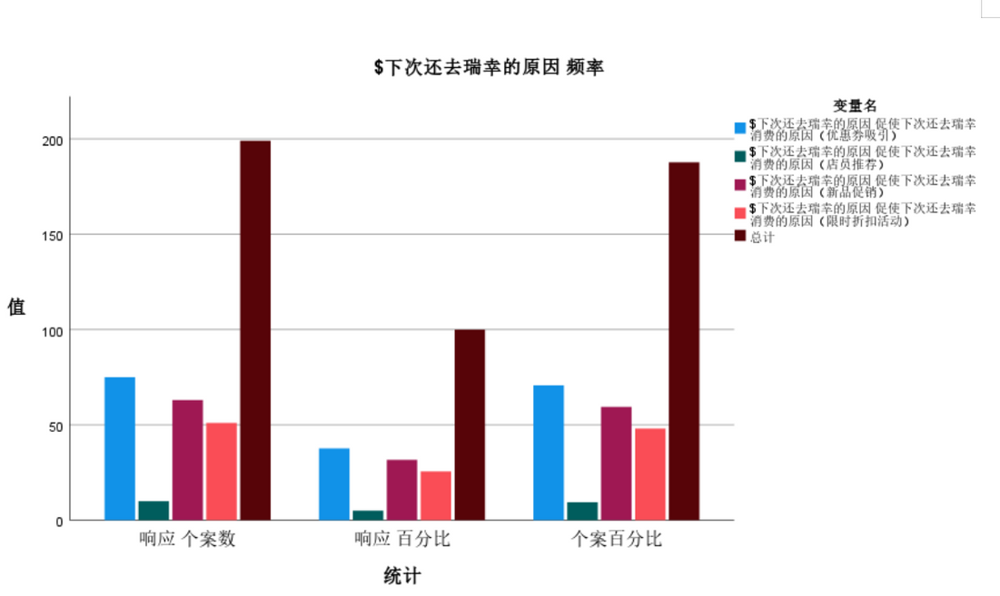 $下次还去瑞幸的原因 频率
变量名
$下次还去瑞幸的原因 促使下次还去瑞幸
消费的原因（优惠券吸引）
$下次还去瑞幸的原因 促使下次还去瑞幸
消费的原因（店员推荐）
$下次还去瑞幸的原因 促使下次还去瑞幸
消费的原因（新品促销）
$下次还去瑞幸的原因 促使下次还去瑞幸
消费的原因（限时折扣活动）
总计
值
200
150
100
50
0
响应 个案数
响应 百分比
个案百分比
统计